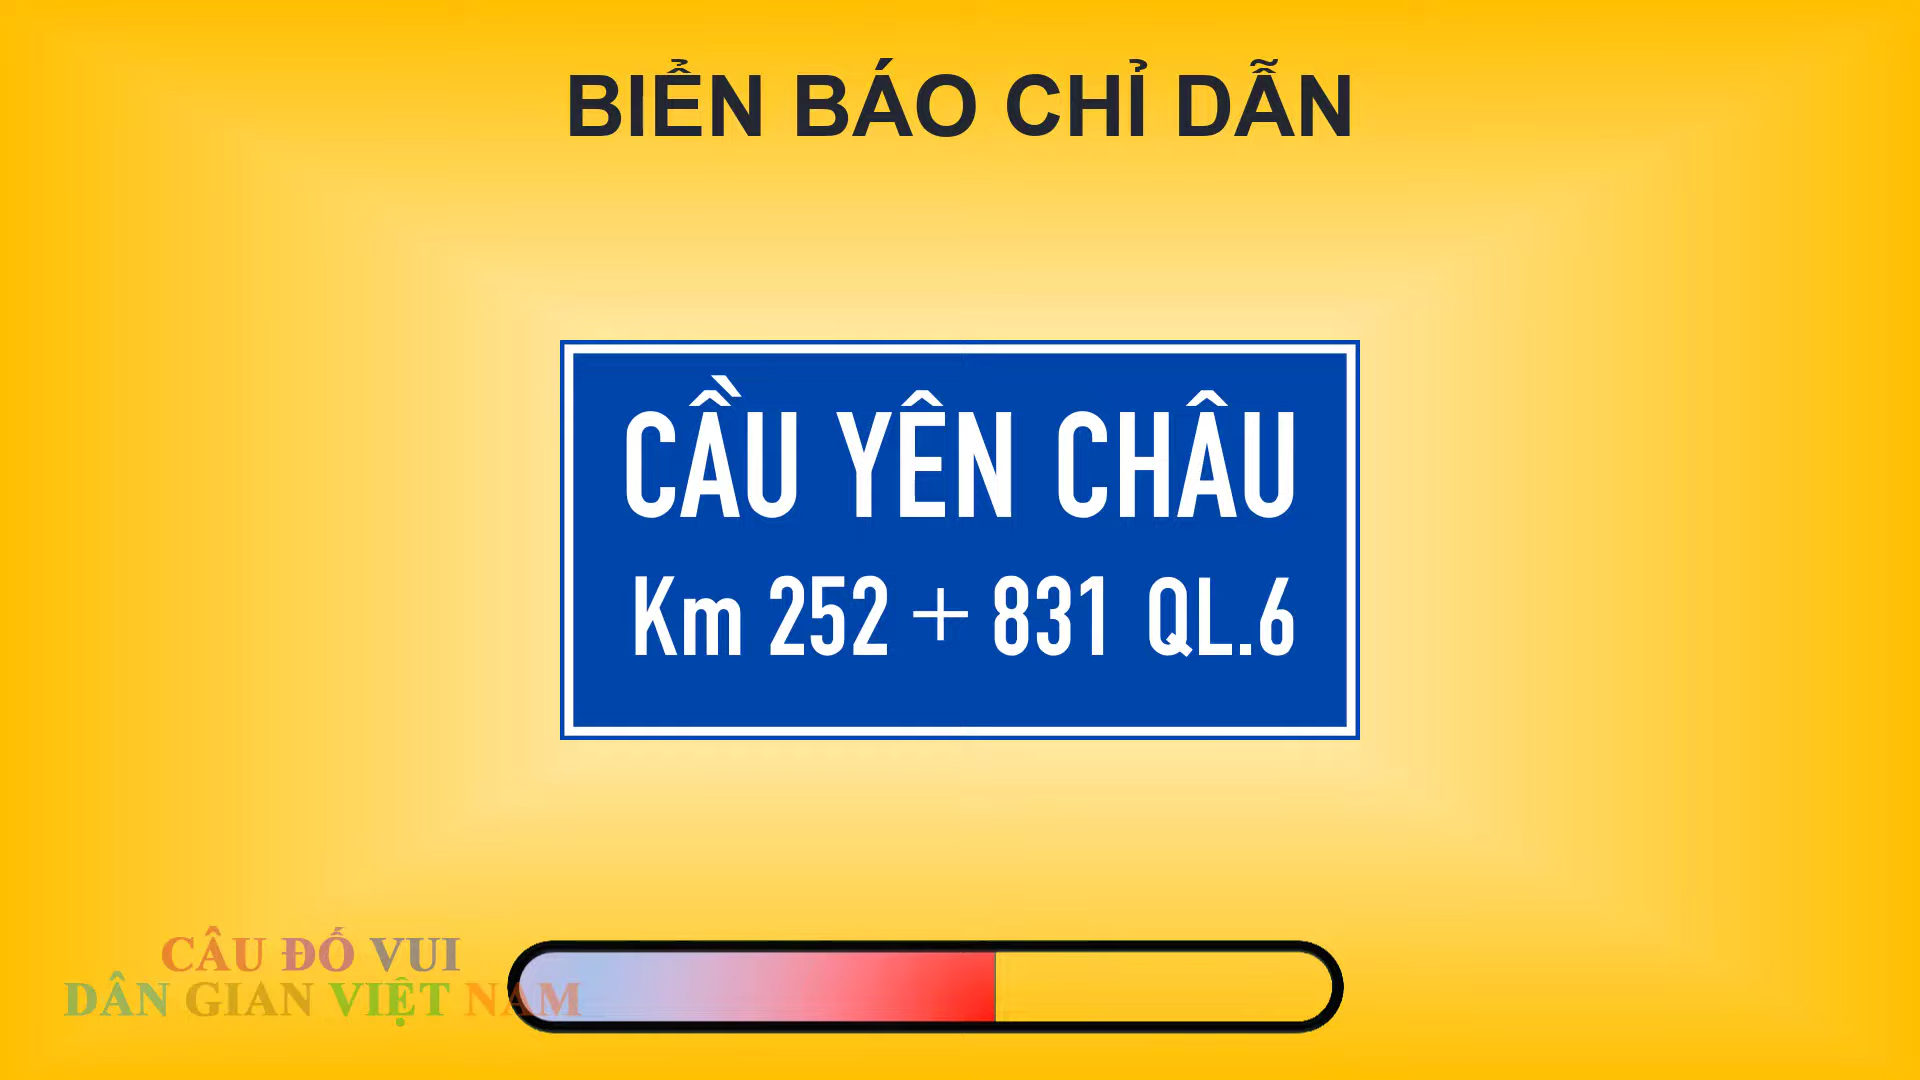 BIỂN BÁO CHỈ DẪN
CẦU YÊN CHÂU
Km 252 + 831 QL.6
CÂU ĐỐ VUI
DÂN GIAN VIỆT NAM